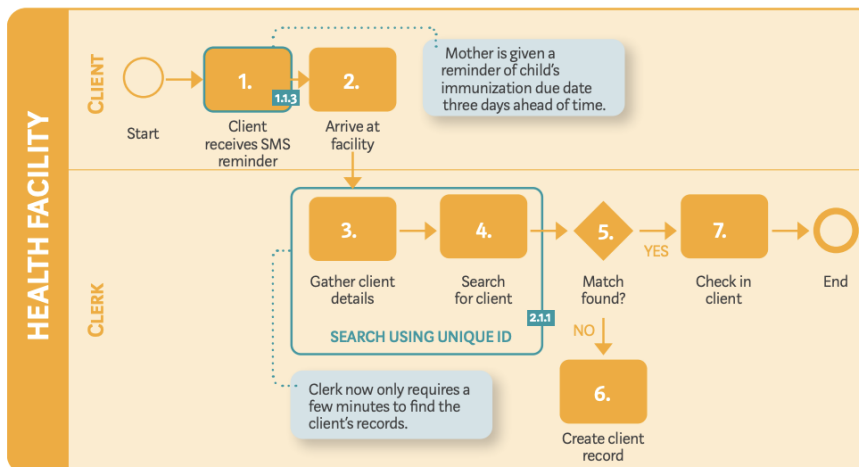 HEALTH FACILITY
CLIENT
Start
1.
1.1.3
Client
receives SMS
reminder
2.
Arrive at
facility
Mother is given a
reminder of child's
immunization due date
three days ahead of time.
CLERK
3.
Gather client
details
4.
Search
for client
SEARCH USING UNIQUE ID
2.1.1
5.
Match
found?
YES
7.
Check in
client
End
NO
6.
Create client
record
Clerk now only requires a
few minutes to find the
client's records.